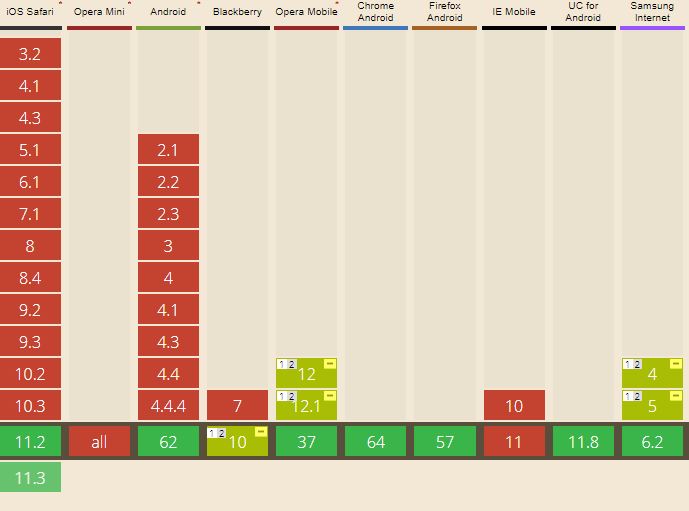 iOS Safari * Opera Mini * Android * Blackberry Opera Mobile * Chrome Android Firefox Android IE Mobile UC for Android Samsung Internet
3.2
4.1
4.3
5.1 2.1
6.1 2.2
7.1 2.3
8 3
8.4 4
9.2 4.1
9.3 4.3
10.2 4.4 1 2 12 - 1 2 4 -
10.3 4.4.4 7 1 2 12.1 - 10 1 2 5 -
11.2 all 62 1 2 10 - 37 64 57 11 11.8 6.2
11.3